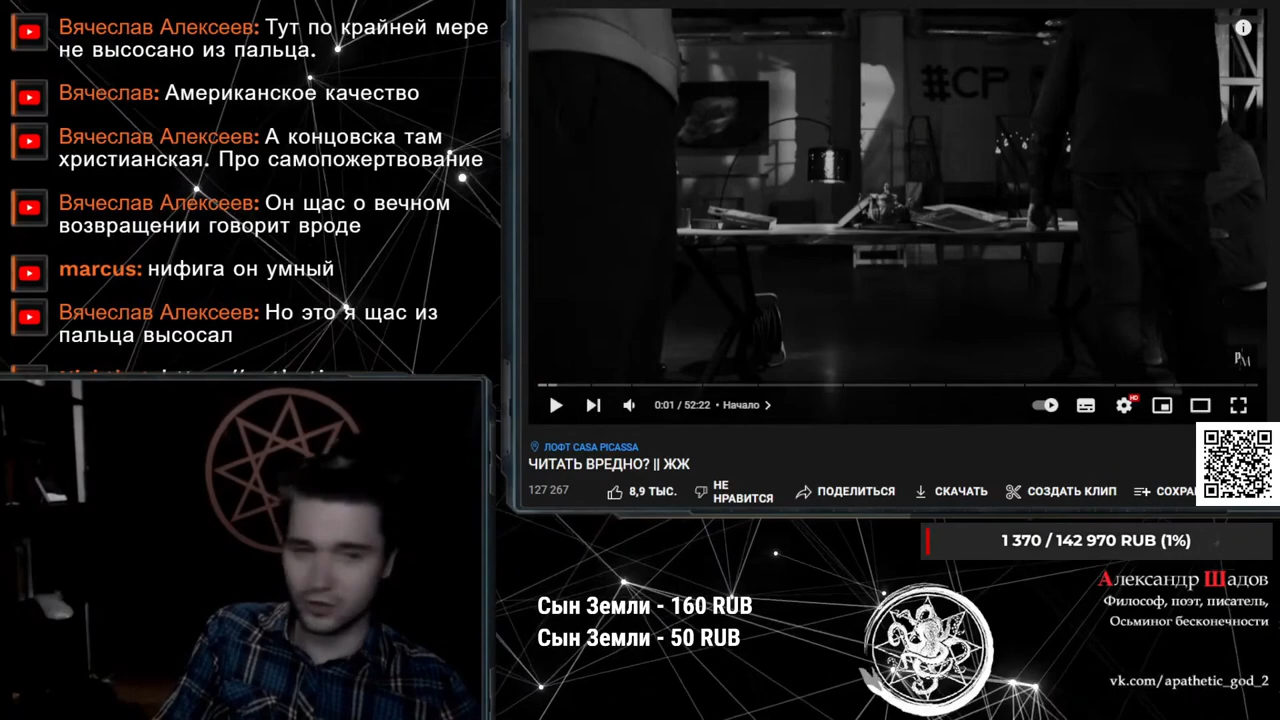 Вячеслав Алексеев: Тут по крайней мере
не высосано из пальца.
Вячеслав: Американское качество
Вячеслав Алексеев: А концовска там
христианская. Про самопожертвование
Вячеслав Алексеев: Он щас о вечном
возвращении говорит вроде
marcus: нифига он умный
Вячеслав Алексеев: Но это я щас из
пальца высосал
#CP
0:01 / 52:22 • Начало
HD
ЛОФТ CASA PICASSA
ЧИТАТЬ ВРЕДНО? || ЖЖ
127 267
8,9 ТЫС.
НЕ
НРАВИТСЯ
ПОДЕЛИТЬСЯ
СКАЧАТЬ
СОЗДАТЬ КЛИП
1 370 / 142 970 RUB (1%)
Сын Земли - 160 RUB
Сын Земли - 50 RUB
Александр Шадов
Философ, поэт, писатель,
Осьминог бесконечности
vk.com/apathetic_god_2